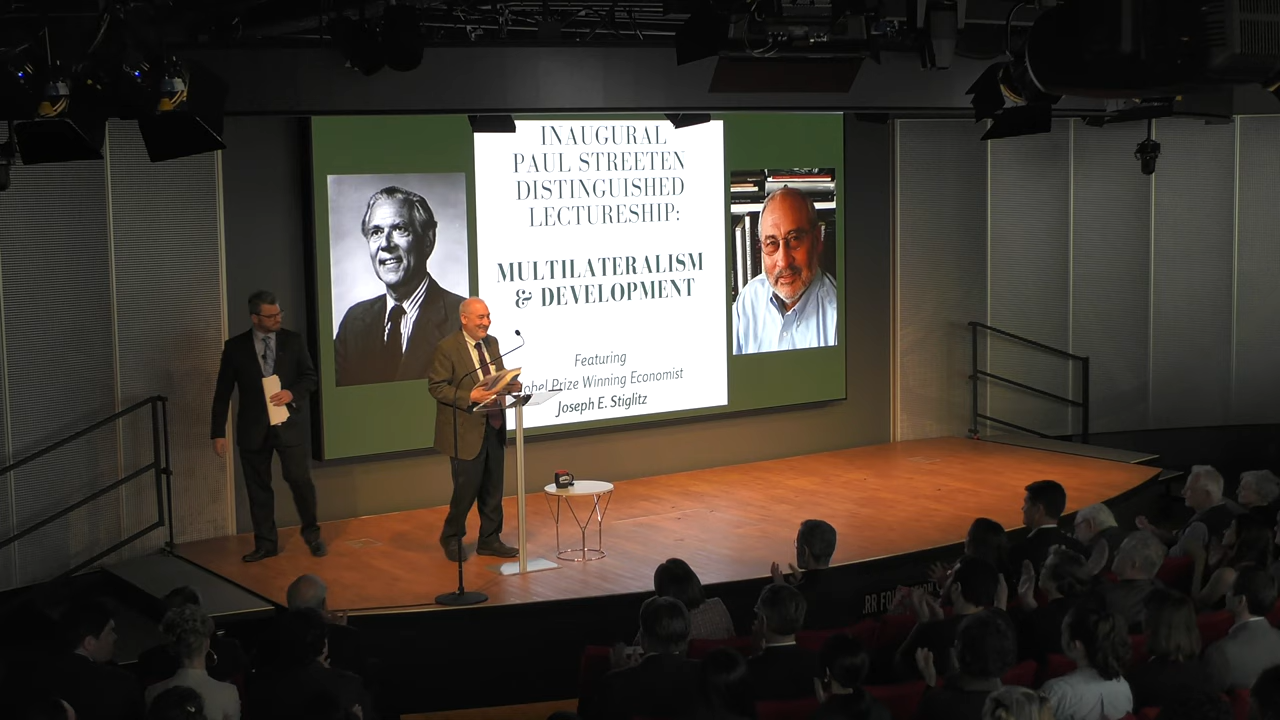 INAUGURAL
PAUL STREETEN
DISTINGUISHED
LECTURESHIP:
MULTILATERALISM
& DEVELOPMENT
Featuring
Prize Winning Economist
Joseph E. Stiglitz